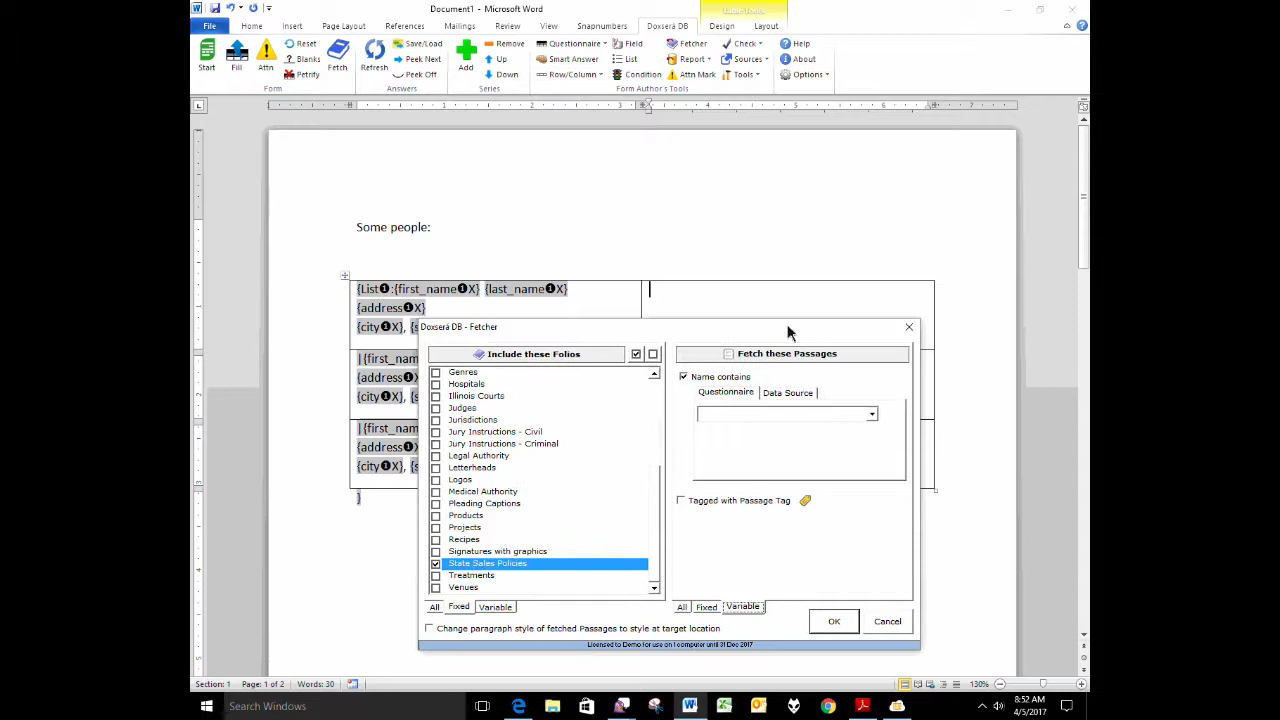 Document1 - Microsoft Word
Table Tools
File Home Insert Page Layout References Mailings Review View Snapnumbers Doxserá DB Design Layout
Start Fill Attn Reset Blanks Petrify Fetch Refresh Save/Load Peek Next Peek Off Add Remove Up Down Questionnaire Smart Answer Row/Column Field List Condition Fetcher Report Attn Mark Check Sources Tools Help About Options
Form Answers Series Form Author's Tools
Some people:
{List❶:{first_name❶X} {last_name❶X}
{address❶X}
{city❶X}, {s
|{first_nam
{address❶X
{city❶X}, {s
|{first_nam
{address❶X
{city❶X}, {s
}
Doxserá DB - Fetcher
Include these Folios
Genres
Hospitals
Illinois Courts
Judges
Jurisdictions
Jury Instructions - Civil
Jury Instructions - Criminal
Legal Authority
Letterheads
Logos
Medical Authority
Pleading Captions
Products
Projects
Recipes
Signatures with graphics
State Sales Policies
Treatments
Venues
All Fixed Variable
Fetch these Passages
Name contains
Questionnaire Data Source
Tagged with Passage Tag
All Fixed Variable
OK Cancel
Change paragraph style of fetched Passages to style at target location
Licensed to Demo for use on 1 computer until 31 Dec 2017
Section: 1 Page: 1 of 2 Words: 30 130%
Search Windows
8:52 AM
4/5/2017